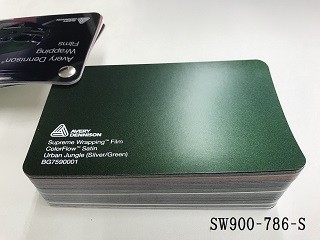 Avery Dennison®
Wrapping
Films
AVERY
DENNISON
Supreme Wrapping™ Film
ColorFlow™ Satin
Urban Jungle (Silver/Green)
BG7590001
SW900-786-S